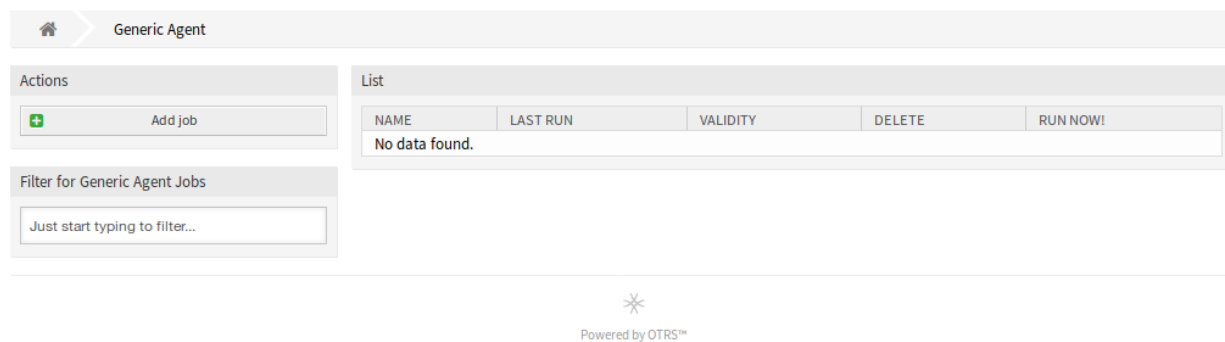 Generic Agent
Actions
Add job
Filter for Generic Agent Jobs
Just start typing to filter...
List
NAME LAST RUN VALIDITY DELETE RUN NOW!
No data found.
Powered by OTRS™